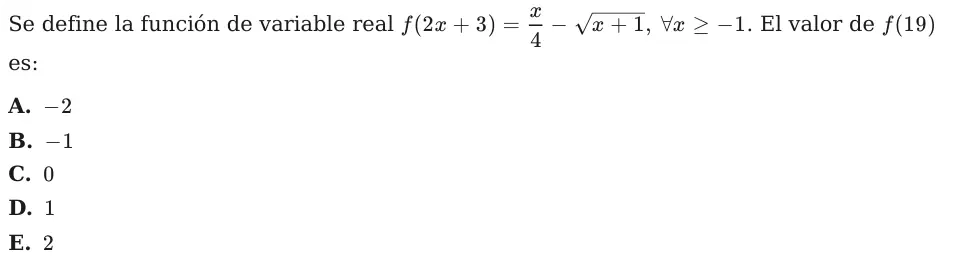 Se define la función de variable real f(2x + 3) = x/4 − √(x + 1), ∀x ≥ −1. El valor de f(19)
es:
A. −2
B. −1
C. 0
D. 1
E. 2